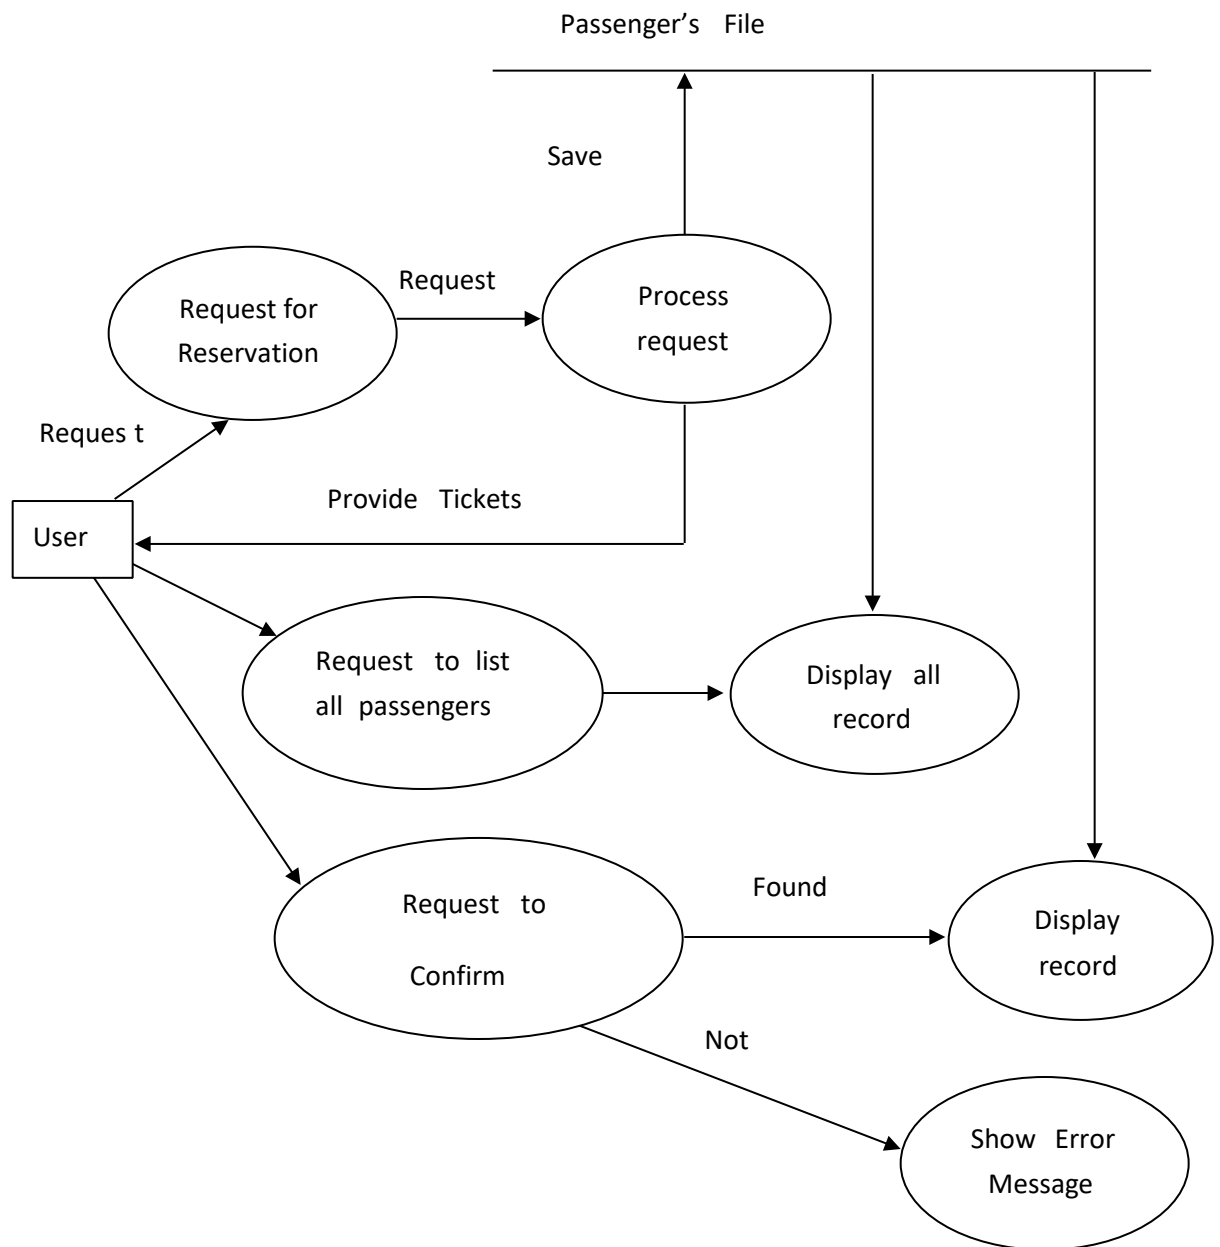 Passenger’s File
Save
Request
Request for
Reservation
Process
request
Reques t
Provide Tickets
User
Request to list
all passengers
Display all
record
Found
Request to
Confirm
Display
record
Not
Show Error
Message